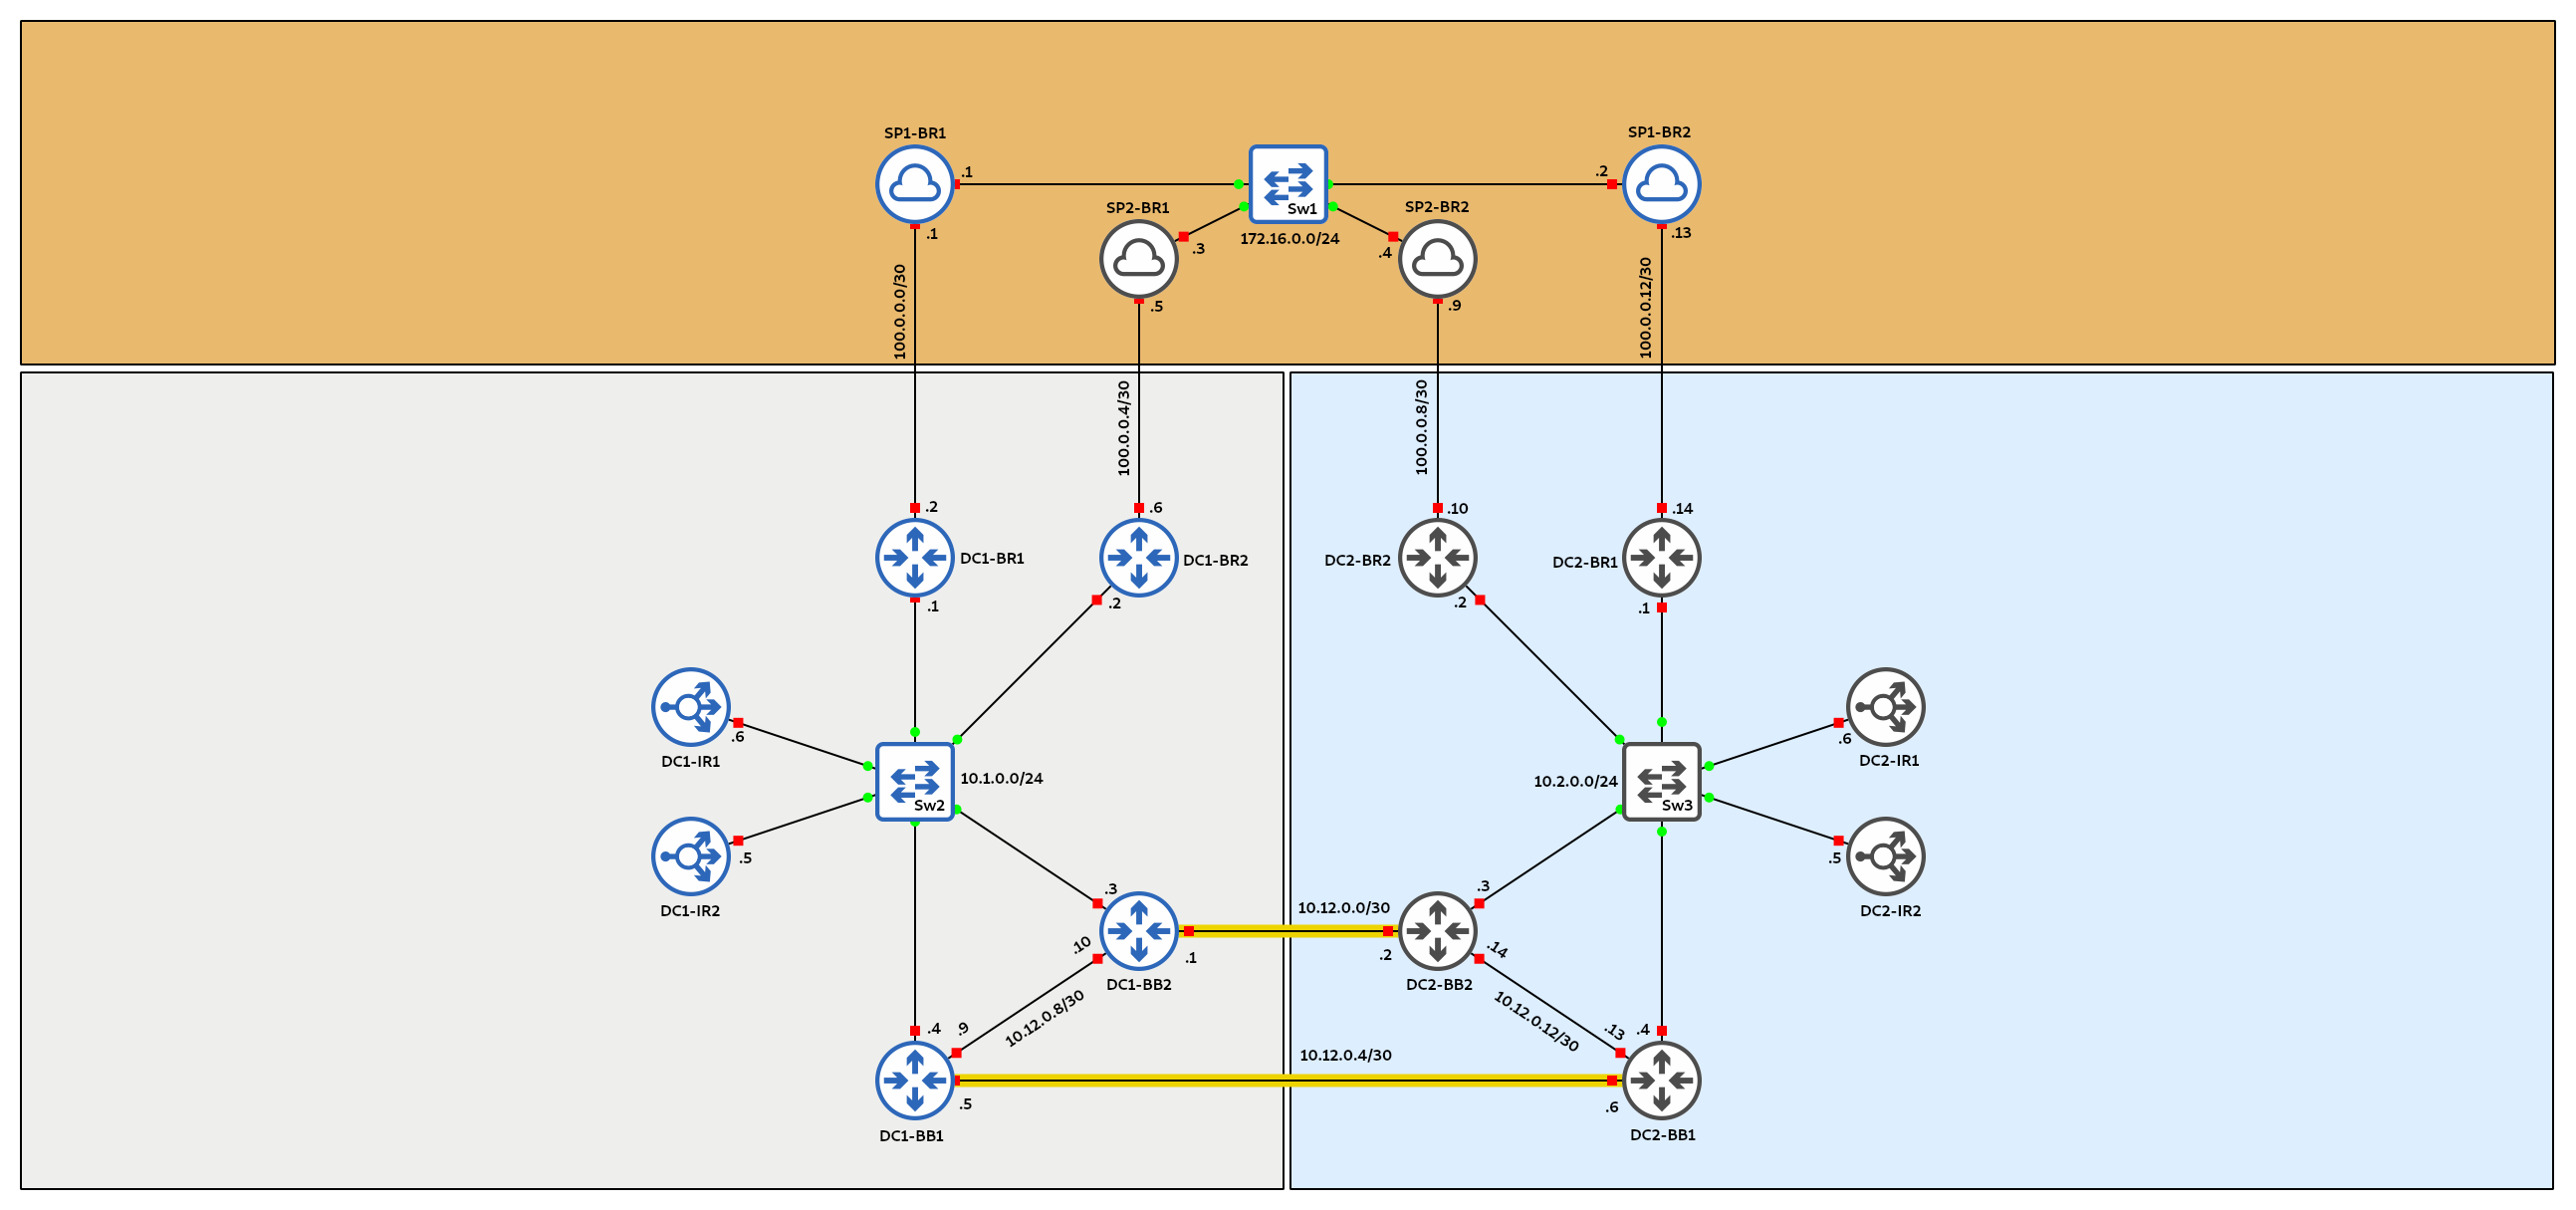 SP1-BR1
SP1-BR2
.1
.2
SP2-BR1
SP2-BR2
Sw1
172.16.0.0/24
.1
.3
.4
.13
.5
.9
100.0.0.0/30
100.0.0.12/30
100.0.0.4/30
100.0.0.8/30
.2
.6
.10
.14
DC1-BR1
DC1-BR2
DC2-BR2
DC2-BR1
.1
.2
.2
.1
.6
.6
DC1-IR1
DC2-IR1
10.1.0.0/24
10.2.0.0/24
Sw2
Sw3
.5
.5
DC1-IR2
DC2-IR2
.3
.3
10.12.0.0/30
.10
.14
.1
.2
DC1-BB2
DC2-BB2
10.12.0.8/30
10.12.0.12/30
.4
.9
.13
.4
10.12.0.4/30
.5
.6
DC1-BB1
DC2-BB1